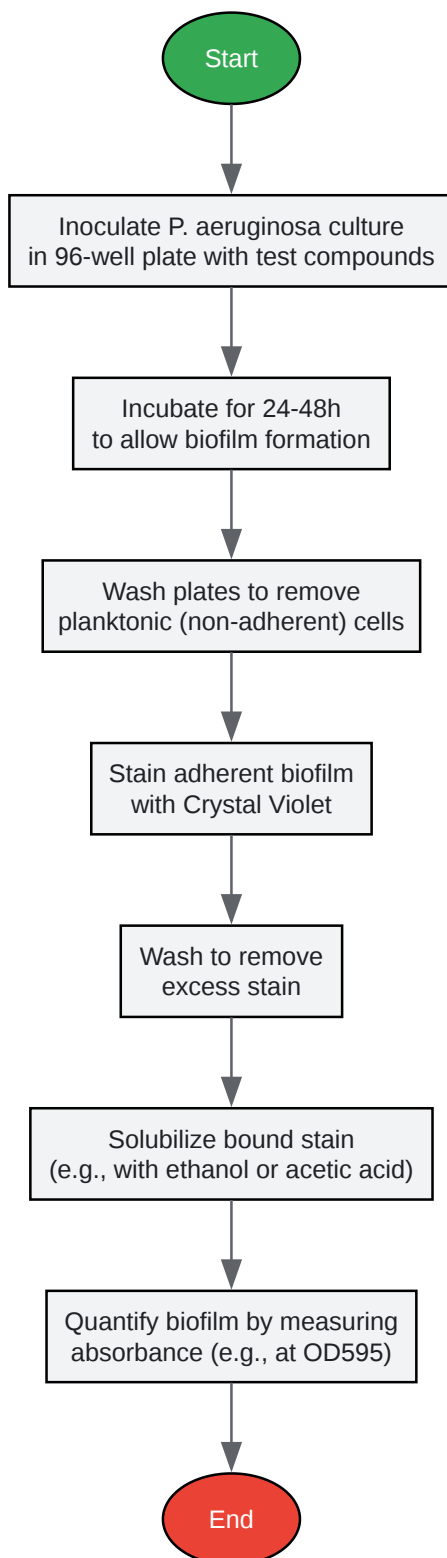 Start
Inoculate P. aeruginosa culture
in 96-well plate with test compounds
Incubate for 24-48h
to allow biofilm formation
Wash plates to remove
planktonic (non-adherent) cells
Stain adherent biofilm
with Crystal Violet
Wash to remove
excess stain
Solubilize bound stain
(e.g., with ethanol or acetic acid)
Quantify biofilm by measuring
absorbance (e.g., at OD595)
End